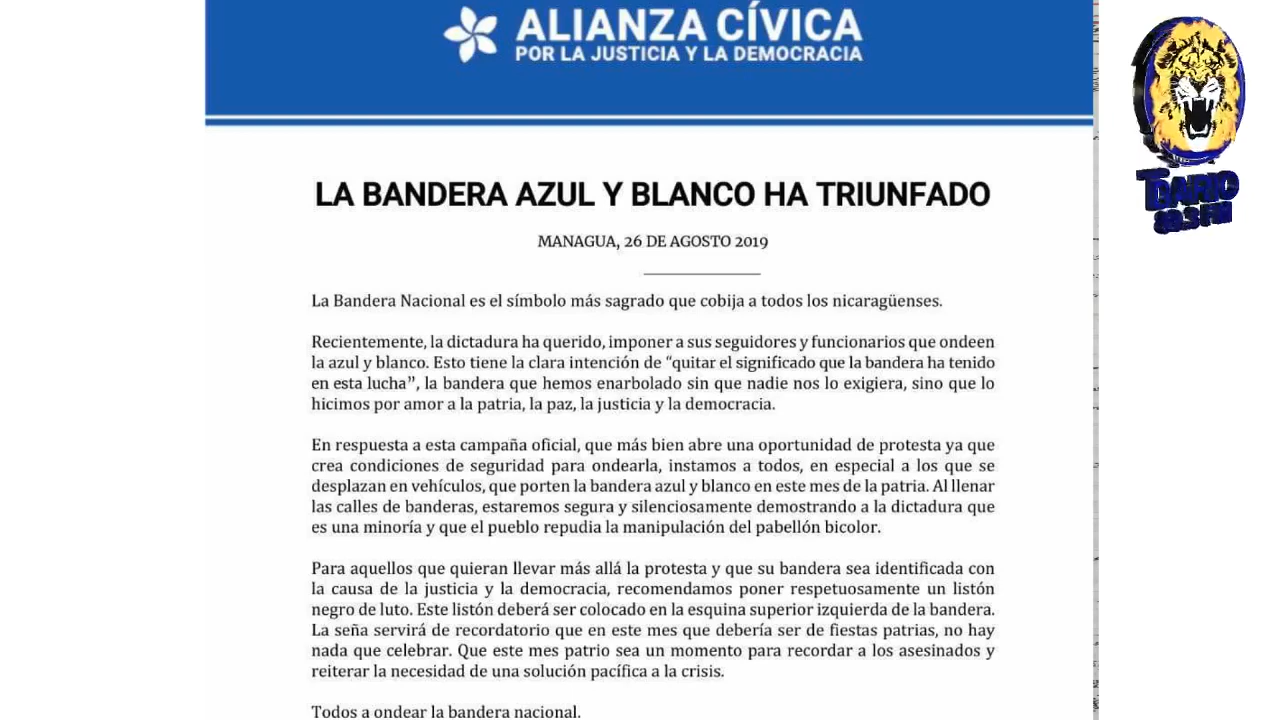 ALIANZA CÍVICA
POR LA JUSTICIA Y LA DEMOCRACIA
LA BANDERA AZUL Y BLANCO HA TRIUNFADO
MANAGUA, 26 DE AGOSTO 2019
La Bandera Nacional es el símbolo más sagrado que cobija a todos los nicaragüenses.
Recientemente, la dictadura ha querido, imponer a sus seguidores y funcionarios que ondeen
la azul y blanco. Esto tiene la clara intención de “quitar el significado que la bandera ha tenido
en esta lucha”, la bandera que hemos enarbolado sin que nadie nos lo exigiera, sino que lo
hicimos por amor a la patria, la paz, la justicia y la democracia.
En respuesta a esta campaña oficial, que más bien abre una oportunidad de protesta ya que
crea condiciones de seguridad para ondearla, instamos a todos, en especial a los que se
desplazan en vehículos, que porten la bandera azul y blanco en este mes de la patria. Al llenar
las calles de banderas, estaremos segura y silenciosamente demostrando a la dictadura que
es una minoría y que el pueblo repudia la manipulación del pabellón bicolor.
Para aquellos que quieran llevar más allá la protesta y que su bandera sea identificada con
la causa de la justicia y la democracia, recomendamos poner respetuosamente un listón
negro de luto. Este listón deberá ser colocado en la esquina superior izquierda de la bandera.
La seña servirá de recordatorio que en este mes que debería ser de fiestas patrias, no hay
nada que celebrar. Que este mes patrio sea un momento para recordar a los asesinados y
reiterar la necesidad de una solución pacífica a la crisis.
Todos a ondear la bandera nacional.
DARIO
89.3 FM